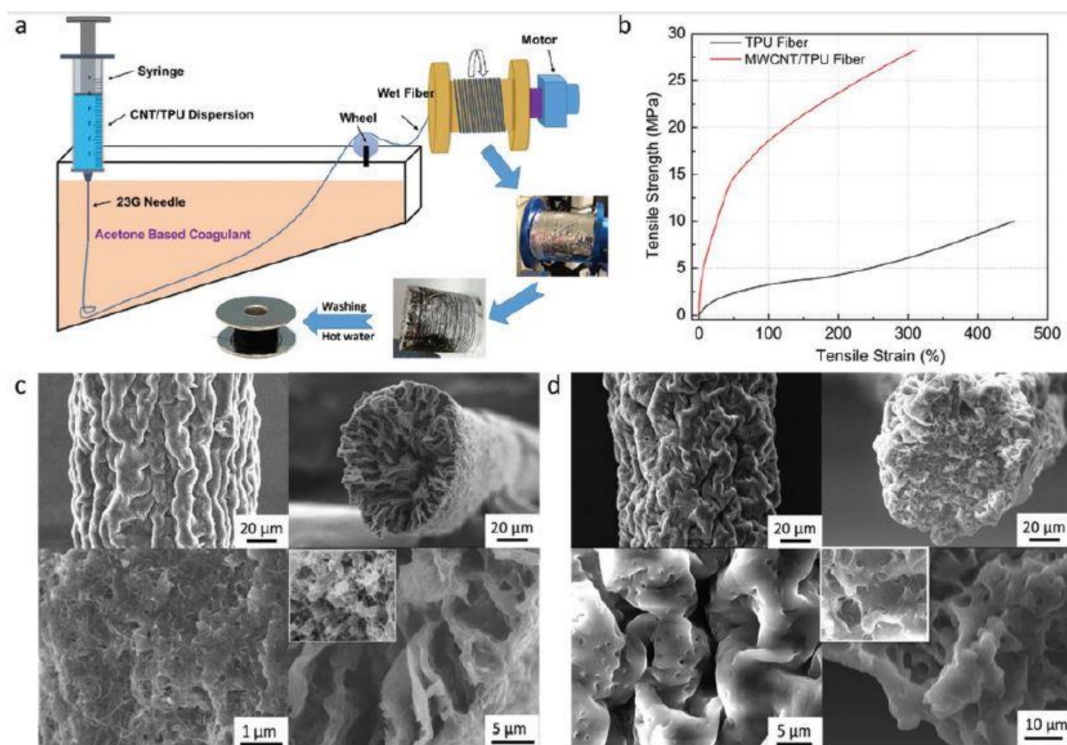 a
Syringe
CNT/TPU Dispersion
23G Needle
Acetone Based Coagulant
Wet Fiber
Wheel
Motor
Washing
Hot water
b
Tensile Strength (MPa)
30
25
20
15
10
5
0
TPU Fiber
MWCNT/TPU Fiber
0 100 200 300 400 500
Tensile Strain (%)
c
20 µm
20 µm
1 µm
5 µm
d
20 µm
20 µm
5 µm
10 µm